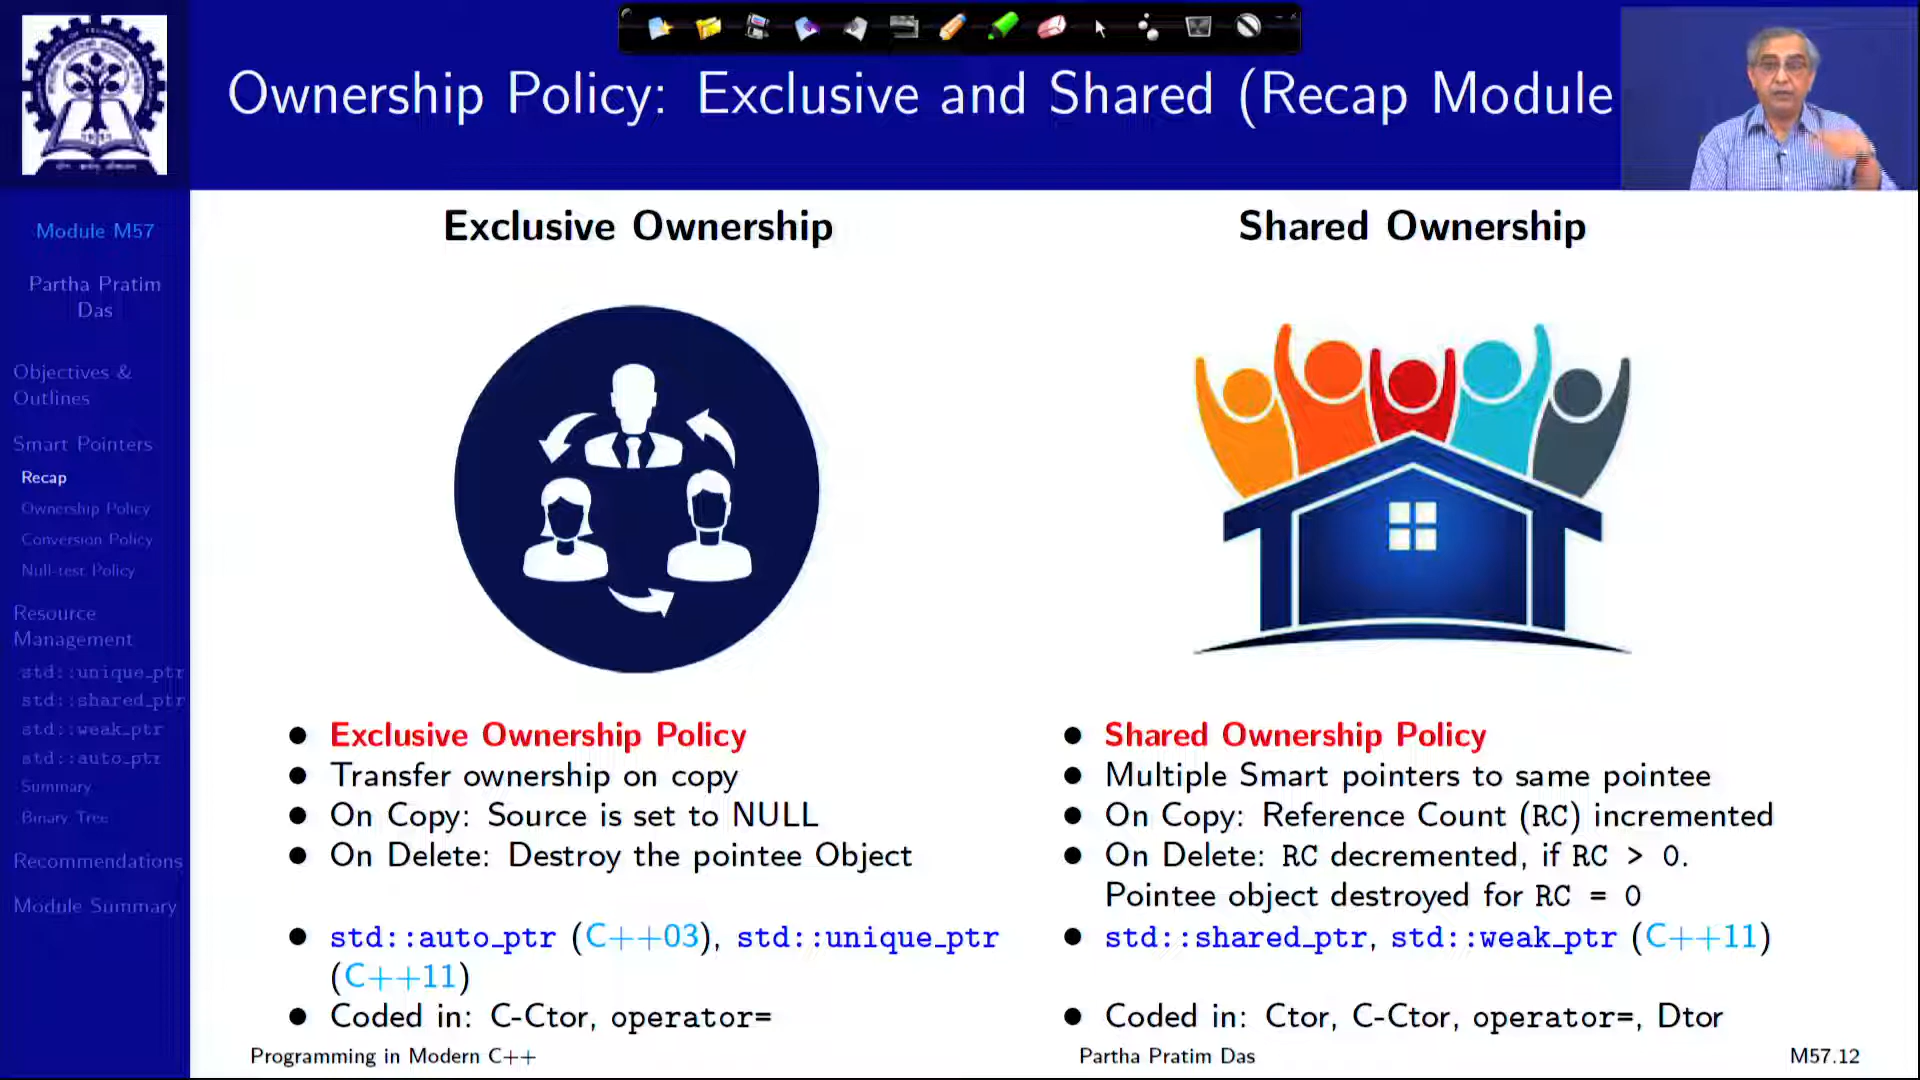 Ownership Policy: Exclusive and Shared (Recap Module
Module M57
Partha Pratim
Das
Objectives &
Outlines
Smart Pointers
Recap
Ownership Policy
Conversion Policy
Null-test Policy
Resource
Management
std::unique_ptr
std::shared_ptr
std::weak_ptr
std::auto_ptr
Summary
Binary Tree
Recommendations
Module Summary
Exclusive Ownership
● Exclusive Ownership Policy
● Transfer ownership on copy
● On Copy: Source is set to NULL
● On Delete: Destroy the pointee Object
● std::auto_ptr (C++03), std::unique_ptr
(C++11)
● Coded in: C-Ctor, operator=
Shared Ownership
● Shared Ownership Policy
● Multiple Smart pointers to same pointee
● On Copy: Reference Count (RC) incremented
● On Delete: RC decremented, if RC > 0.
Pointee object destroyed for RC = 0
● std::shared_ptr, std::weak_ptr (C++11)
● Coded in: Ctor, C-Ctor, operator=, Dtor
Programming in Modern C++
Partha Pratim Das
M57.12